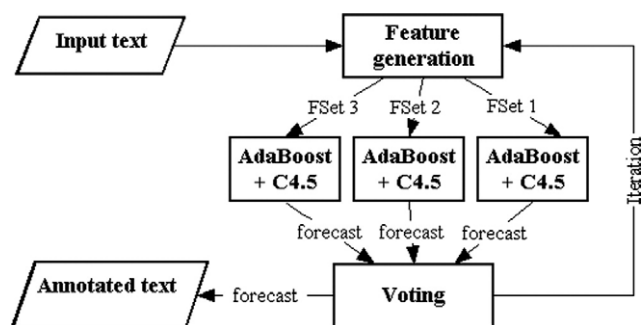 Input text
Feature
generation
FSet 3
FSet 2
FSet 1
AdaBoost
+ C4.5
AdaBoost
+ C4.5
AdaBoost
+ C4.5
Iteration
forecast
forecast
forecast
Annotated text
forecast
Voting